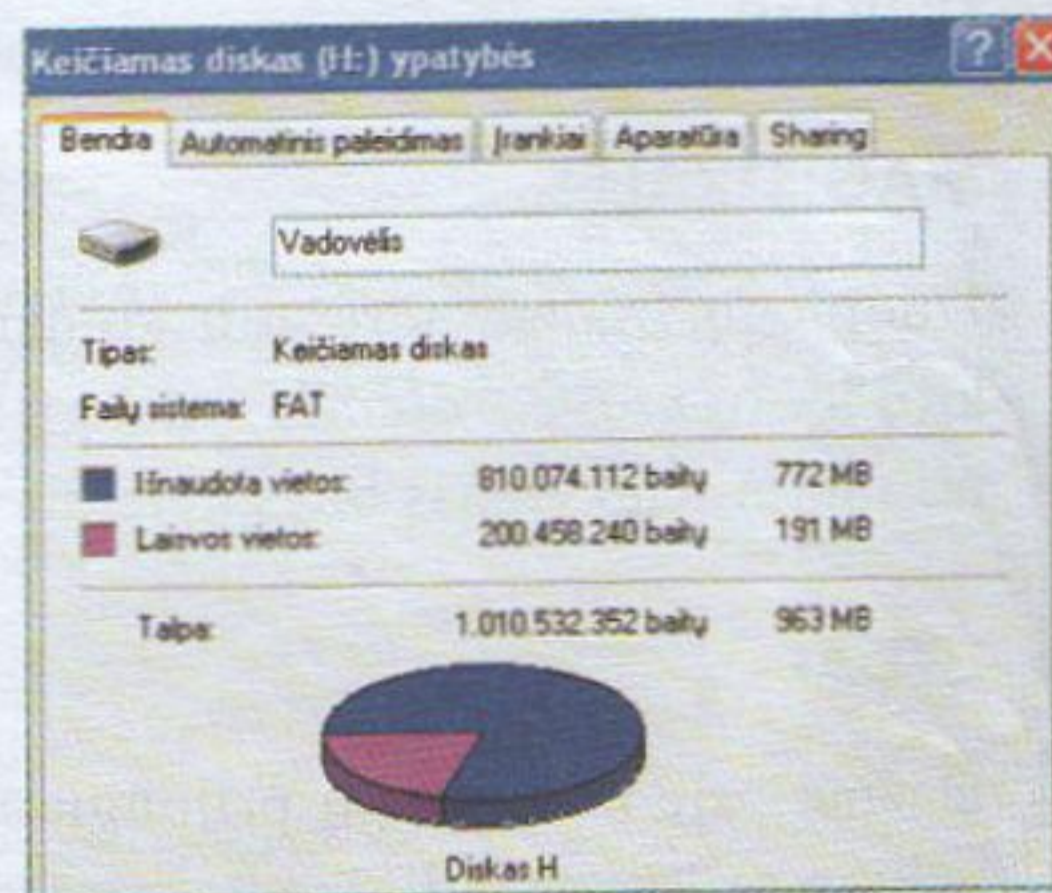 Keičiamas diskas (H:) ypatybės
Bendra Automatinis paleidimas Įrankiai Aparatūra Sharing
Vadovėlis
Tipas: Keičiamas diskas
Failų sistema: FAT
Išnaudota vietos: 810.074.112 baitų 772 MB
Laisvos vietos: 200.458.240 baitų 191 MB
Talpa: 1.010.532.352 baitų 963 MB
Diskas H